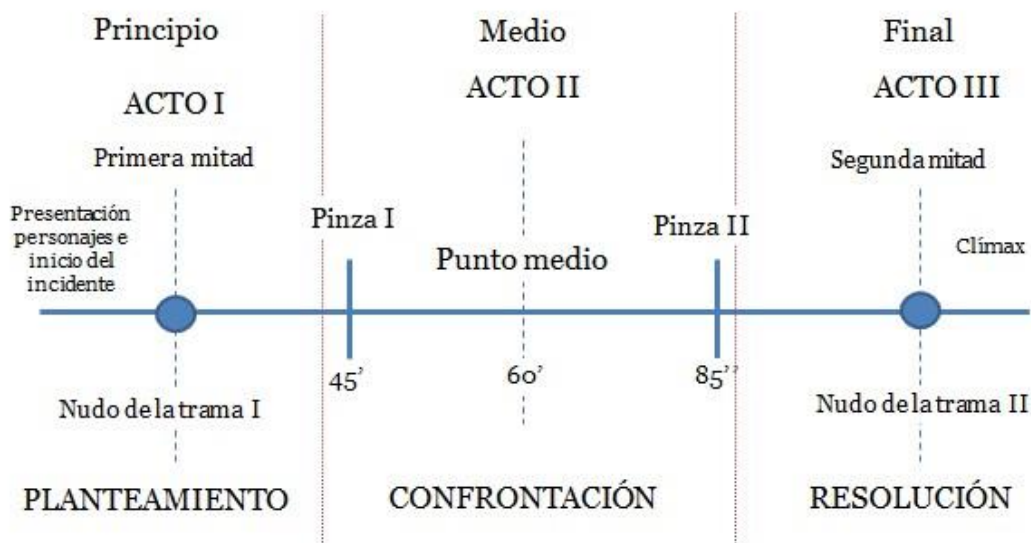 Principio
Medio
Final
ACTO I
ACTO II
ACTO III
Primera mitad
Segunda mitad
Presentación
personajes e
inicio del
incidente
Pinza I
Pinza II
Punto medio
Clímax
45’
60’
85’’
Nudo de la trama I
Nudo de la trama II
PLANTEAMIENTO
CONFRONTACIÓN
RESOLUCIÓN